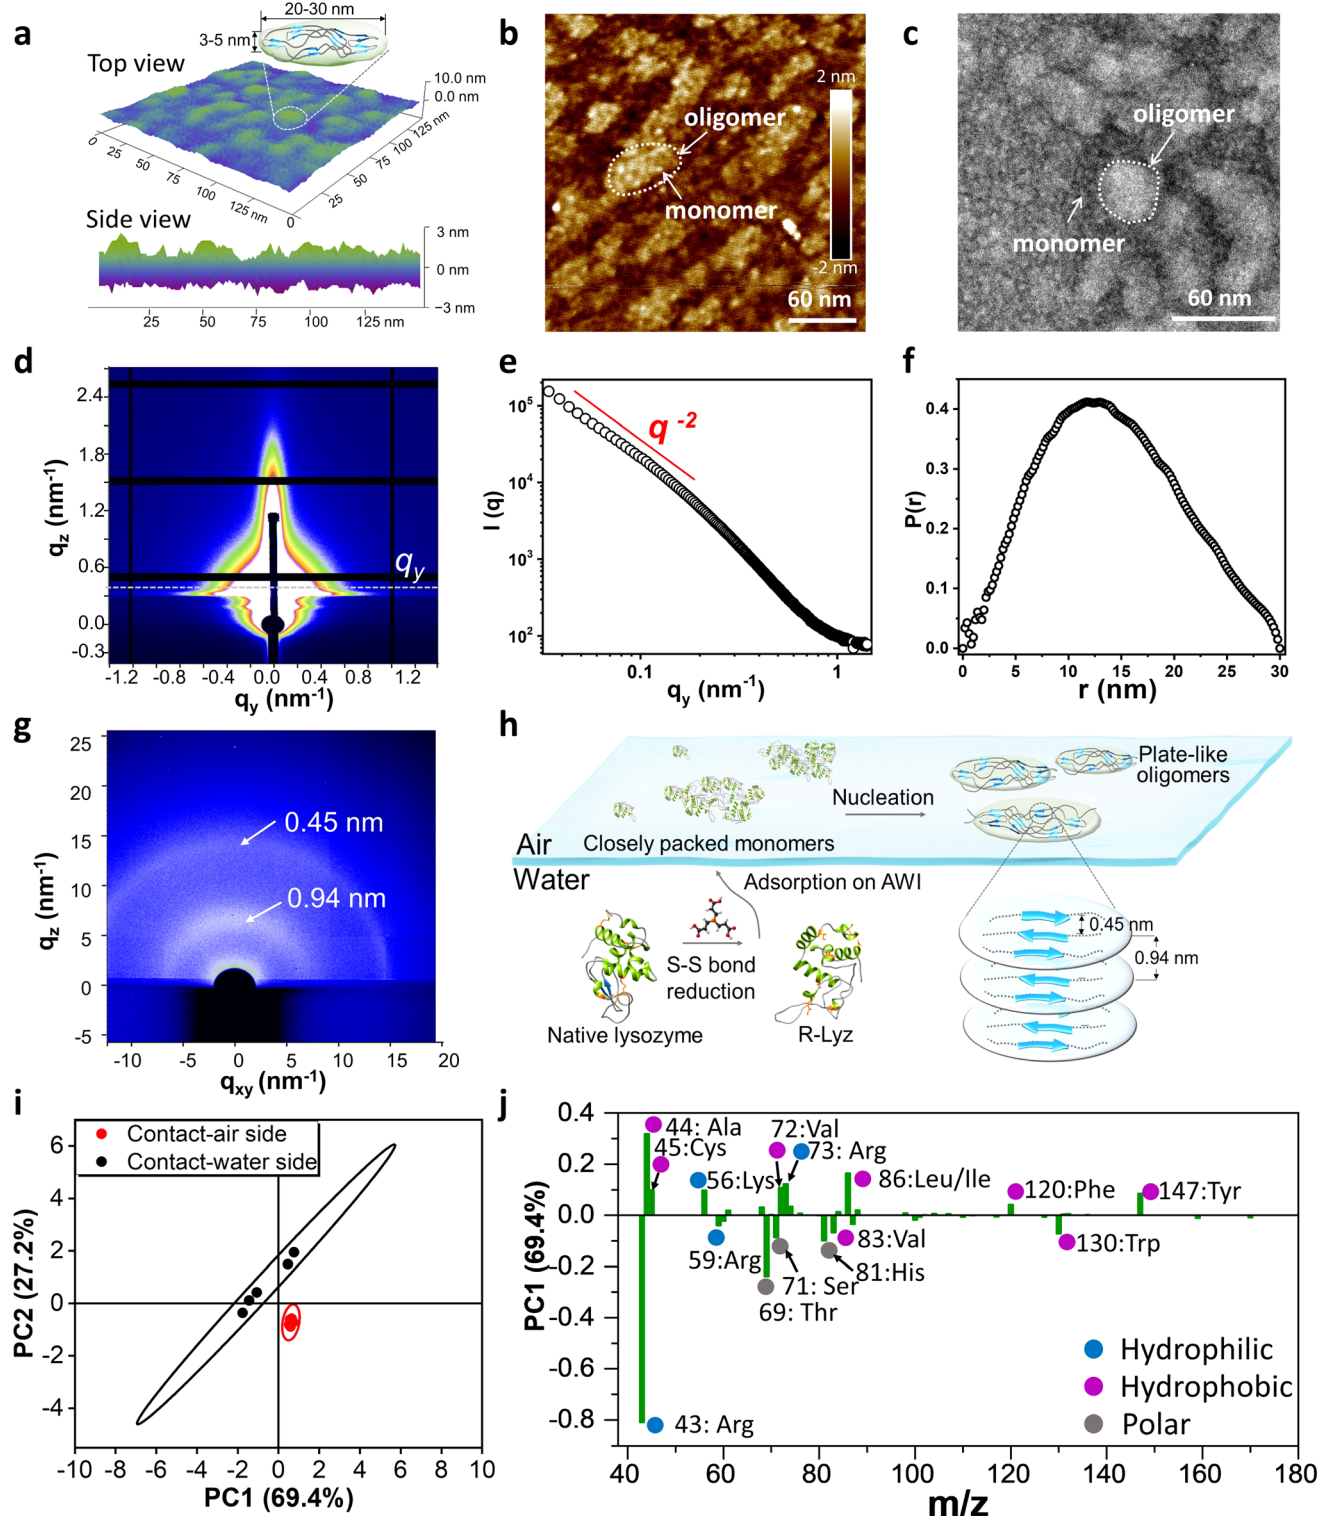 a
20-30 nm
3-5 nm
Top view
10.0 nm
0.0 nm
125 nm
100
75
50
25
0
0
25
50
75
100
125 nm
Side view
3 nm
0 nm
−3 nm
25
50
75
100
125 nm
b
2 nm
oligomer
monomer
-2 nm
60 nm
c
oligomer
monomer
60 nm
d
2.4
1.8
1.2
0.6
0.0
-0.3
qz (nm-1)
qy
-1.2
-0.8
-0.4
0.0
0.4
0.8
1.2
qy (nm-1)
e
10⁵
10⁴
10³
10²
I (q)
q -2
0.1
1
qy (nm-1)
f
0.4
0.3
0.2
0.1
0.0
P(r)
0
5
10
15
20
25
30
r (nm)
g
25
20
15
10
5
0
-5
qz (nm-1)
0.45 nm
0.94 nm
-10
-5
0
5
10
15
20
qxy (nm-1)
h
Plate-like
oligomers
Nucleation
Air
Closely packed monomers
Water
Adsorption on AWI
S-S bond
reduction
Native lysozyme
R-Lyz
0.45 nm
0.94 nm
i
Contact-air side
Contact-water side
6
4
2
0
-2
-4
PC2 (27.2%)
-10
-8
-6
-4
-2
0
2
4
6
8
10
PC1 (69.4%)
j
0.4
0.2
0.0
-0.2
-0.4
-0.6
-0.8
PC1 (69.4%)
44: Ala
45:Cys
72:Val
73: Arg
56:Lys
86:Leu/Ile
120:Phe
147:Tyr
59:Arg
83:Val
130:Trp
81:His
71: Ser
69: Thr
43: Arg
Hydrophilic
Hydrophobic
Polar
40
60
80
100
120
140
160
180
m/z